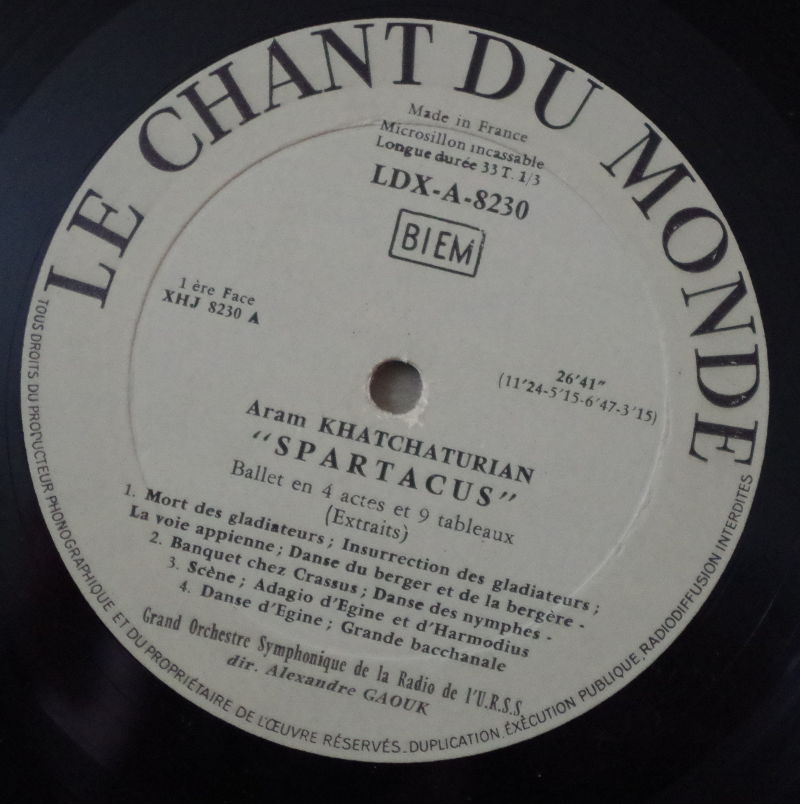 LE CHANT DU MONDE
Made in France
Microsillon incassable
Longue durée 33 T. 1/3
LDX-A-8230
BIEM
1 ère Face
XHJ 8230 A
26'41"
(11'24-5'15-6'47-3'15)
Aram KHATCHATURIAN
"SPARTACUS"
Ballet en 4 actes et 9 tableaux
(Extraits)
1. Mort des gladiateurs ; Insurrection des gladiateurs ;
La voie appienne ; Danse du berger et de la bergère -
2. Banquet chez Crassus ; Danse des nymphes -
3. Scène ; Adagio d'Egine et d'Harmodius
4. Danse d'Egine ; Grande bacchanale
Grand Orchestre Symphonique de la Radio de l'U.R.S.S.
dir. Alexandre GAOUK
TOUS DROITS DU PRODUCTEUR PHONOGRAPHIQUE ET DU PROPRIÉTAIRE DE L'ŒUVRE RÉSERVÉS_DUPLICATION, ÉXÉCUTION PUBLIQUE, RADIODIFFUSION INTERDITES